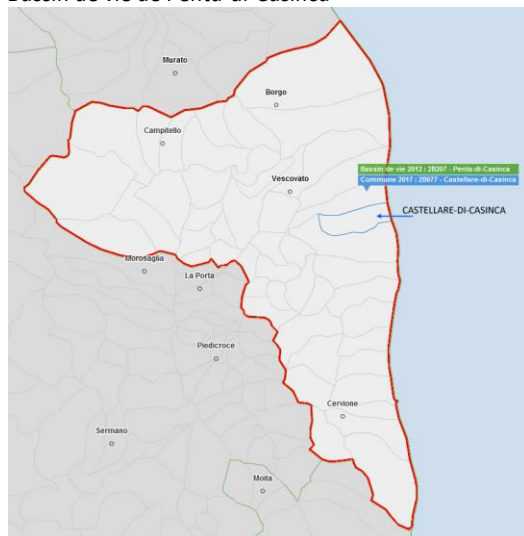 Bassin de vie de Penta-di-Casinca
Murato
Borgo
Campitello
Bassin de vie 2012 : 2B207 - Penta-di-Casinca
Commune 2017 : 2B077 - Castellare-di-Casinca
Vescovato
CASTELLARE-DI-CASINCA
Morosaglia
La Porta
Piedicroce
Cervione
Sermano
Moita